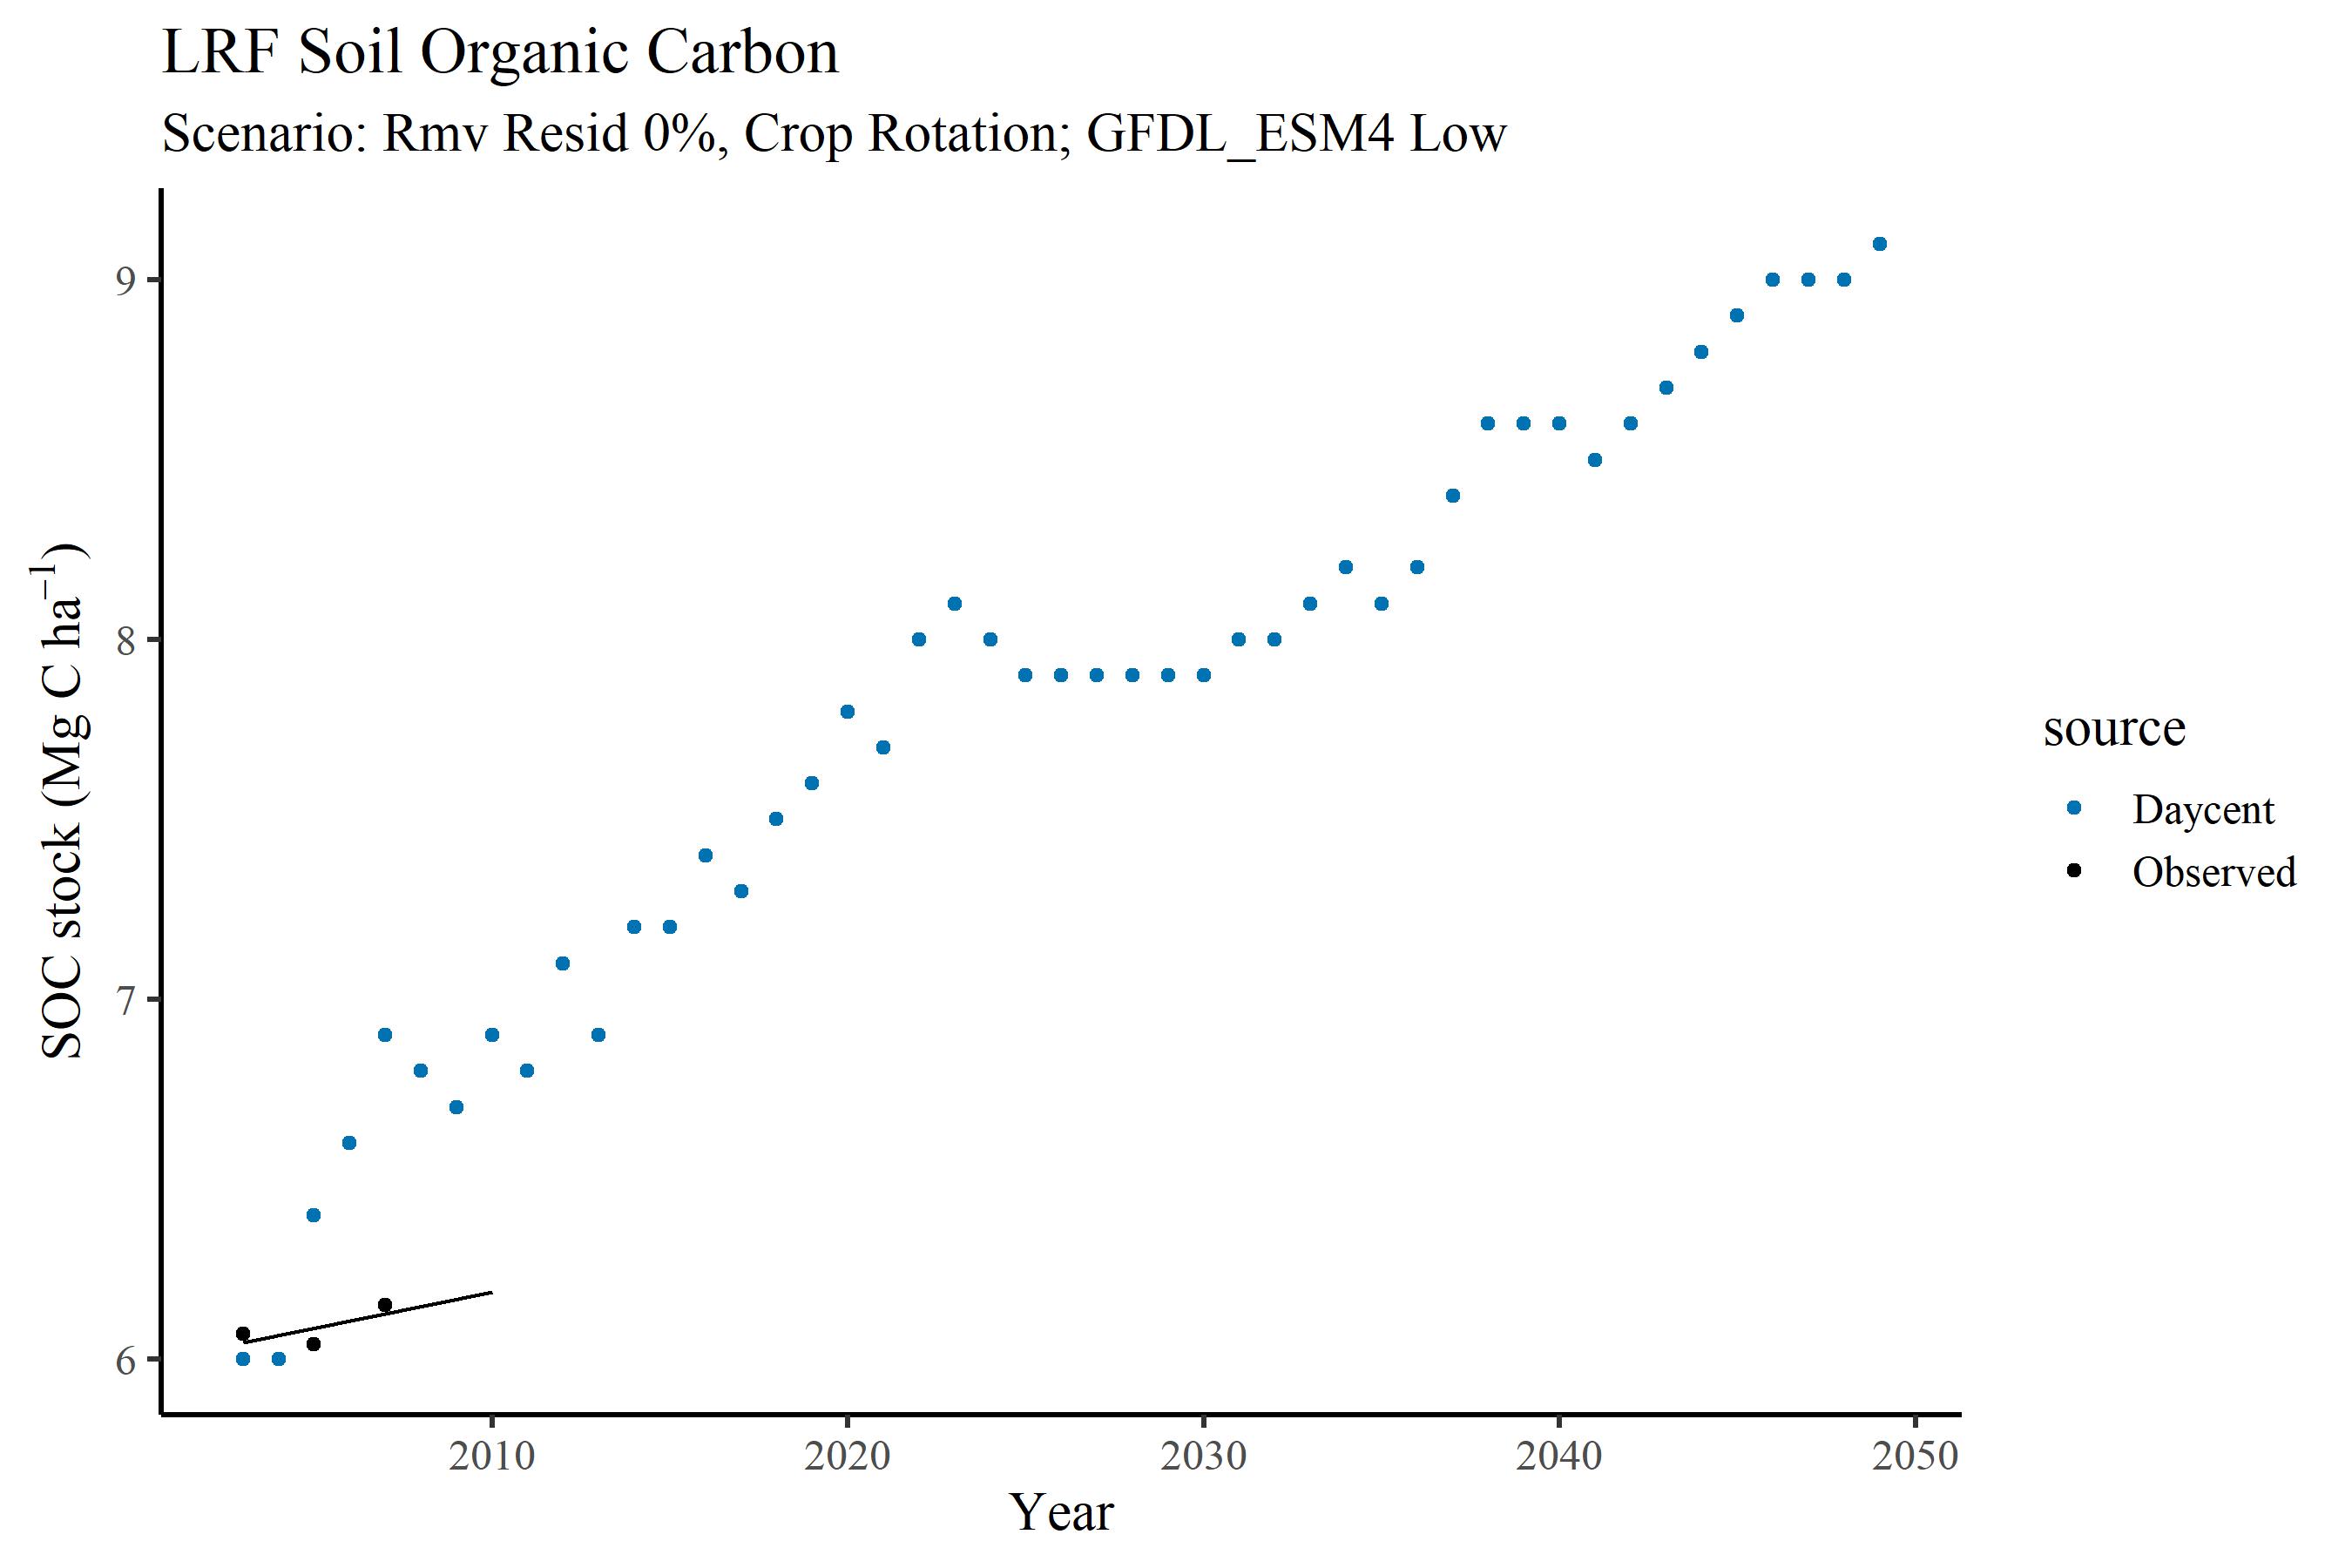 LRF Soil Organic Carbon
Scenario: Rmv Resid 0%, Crop Rotation; GFDL_ESM4 Low
SOC stock (Mg C ha⁻¹)
9
8
7
6
2010 2020 2030 2040 2050
Year
source
Daycent
Observed